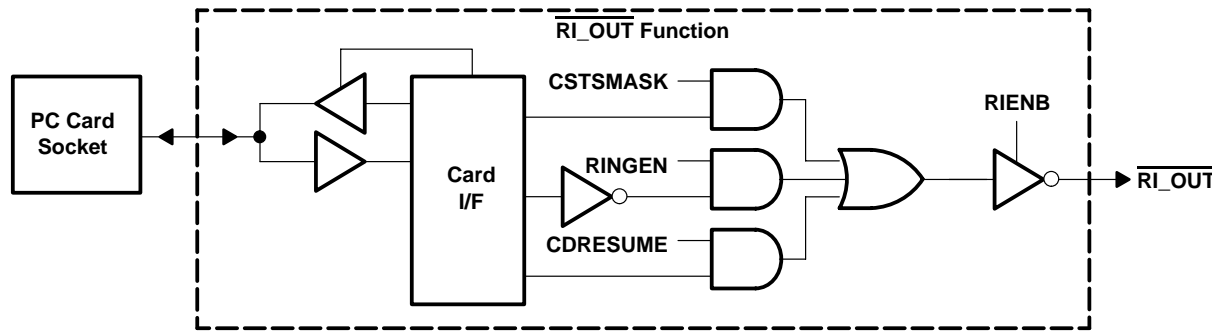 RI_OUT Function
PC Card
Socket
CSTSMASK
RIENB
Card
I/F
RINGEN
RI_OUT
CDRESUME